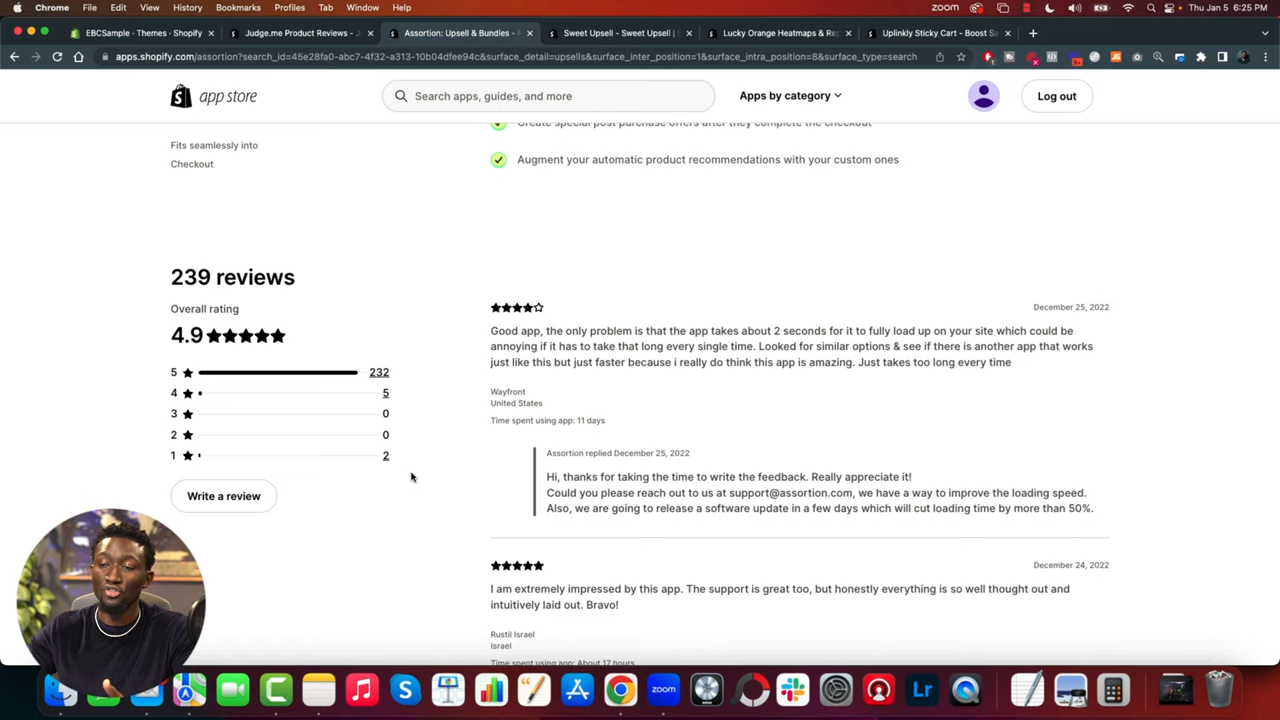 Chrome File Edit View History Bookmarks Profiles Tab Window Help
zoom Thu Jan 5 6:25 PM
EBCSample · Themes · Shopify
Judge.me Product Reviews - J
Assortion: Upsell & Bundles -
Sweet Upsell - Sweet Upsell | S
Lucky Orange Heatmaps & Re
Uplinkly Sticky Cart - Boost Sa
apps.shopify.com/assortion?search_id=45e28fa0-abc7-4f32-a313-10b04dfee94c&surface_detail=upsells&surface_inter_position=1&surface_intra_position=8&surface_type=search
app store
Search apps, guides, and more
Apps by category
Log out
Create special post purchase offers after they complete the checkout
Fits seamlessly into
Checkout
Augment your automatic product recommendations with your custom ones
239 reviews
Overall rating
4.9
5 232
4 5
3 0
2 0
1 2
Write a review
December 25, 2022
Good app, the only problem is that the app takes about 2 seconds for it to fully load up on your site which could be
annoying if it has to take that long every single time. Looked for similar options & see if there is another app that works
just like this but just faster because i really do think this app is amazing. Just takes too long every time
Wayfront
United States
Time spent using app: 11 days
Assortion replied December 25, 2022
Hi, thanks for taking the time to write the feedback. Really appreciate it!
Could you please reach out to us at support@assortion.com, we have a way to improve the loading speed.
Also, we are going to release a software update in a few days which will cut loading time by more than 50%.
December 24, 2022
I am extremely impressed by this app. The support is great too, but honestly everything is so well thought out and
intuitively laid out. Bravo!
Rustil Israel
Israel
Time spent using app: About 17 hours
zoom
Lr